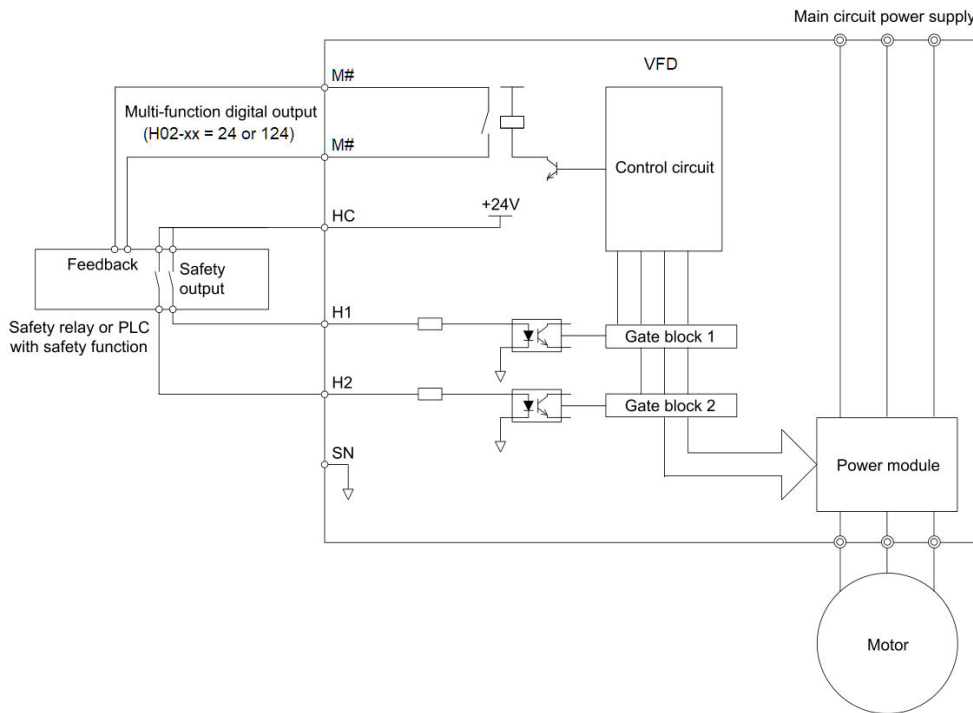 Main circuit power supply
M#
VFD
Multi-function digital output
(H02-xx = 24 or 124)
M#
Control circuit
+24V
HC
Feedback
Safety
output
Safety relay or PLC
with safety function
H1
Gate block 1
H2
Gate block 2
SN
Power module
Motor